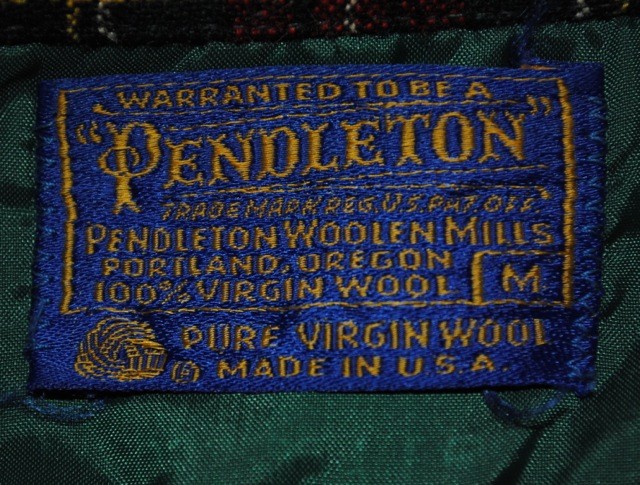 WARRANTED TO BE A
"PENDLETON"
TRADE MARK REG. U.S. PAT. OFF.
PENDLETON WOOLEN MILLS
PORTLAND, OREGON
100% VIRGIN WOOL M
PURE VIRGIN WOOL
(R) MADE IN U.S.A.